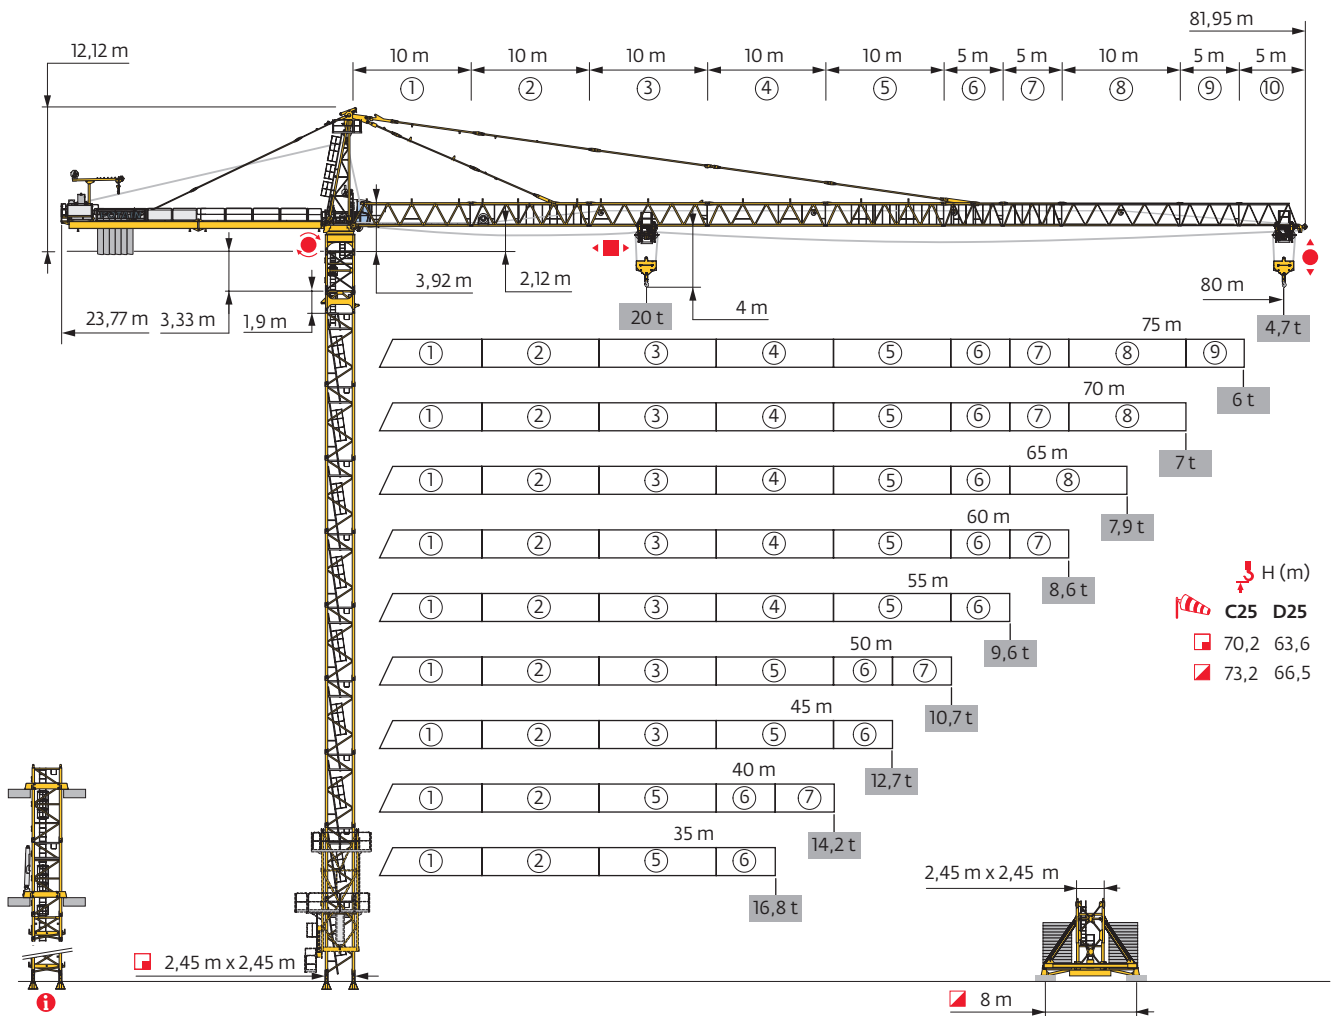 81,95 m
12,12 m
10 m 10 m 10 m 10 m 10 m 5 m 5 m 10 m 5 m 5 m
1 2 3 4 5 6 7 8 9 10
3,92 m
2,12 m
4 m
80 m
23,77 m
3,33 m
1,9 m
20 t
4,7 t
75 m
1 2 3 4 5 6 7 8 9
6 t
70 m
1 2 3 4 5 6 7 8
7 t
65 m
1 2 3 4 5 6 8
7,9 t
60 m
1 2 3 4 5 6 7
8,6 t
55 m
1 2 3 4 5 6
9,6 t
50 m
1 2 3 5 6 7
10,7 t
45 m
1 2 3 5 6
12,7 t
40 m
1 2 5 6 7
14,2 t
35 m
1 2 5 6
16,8 t
H (m)
C25 D25
70,2 63,6
73,2 66,5
2,45 m x 2,45 m
2,45 m x 2,45 m
i
8 m